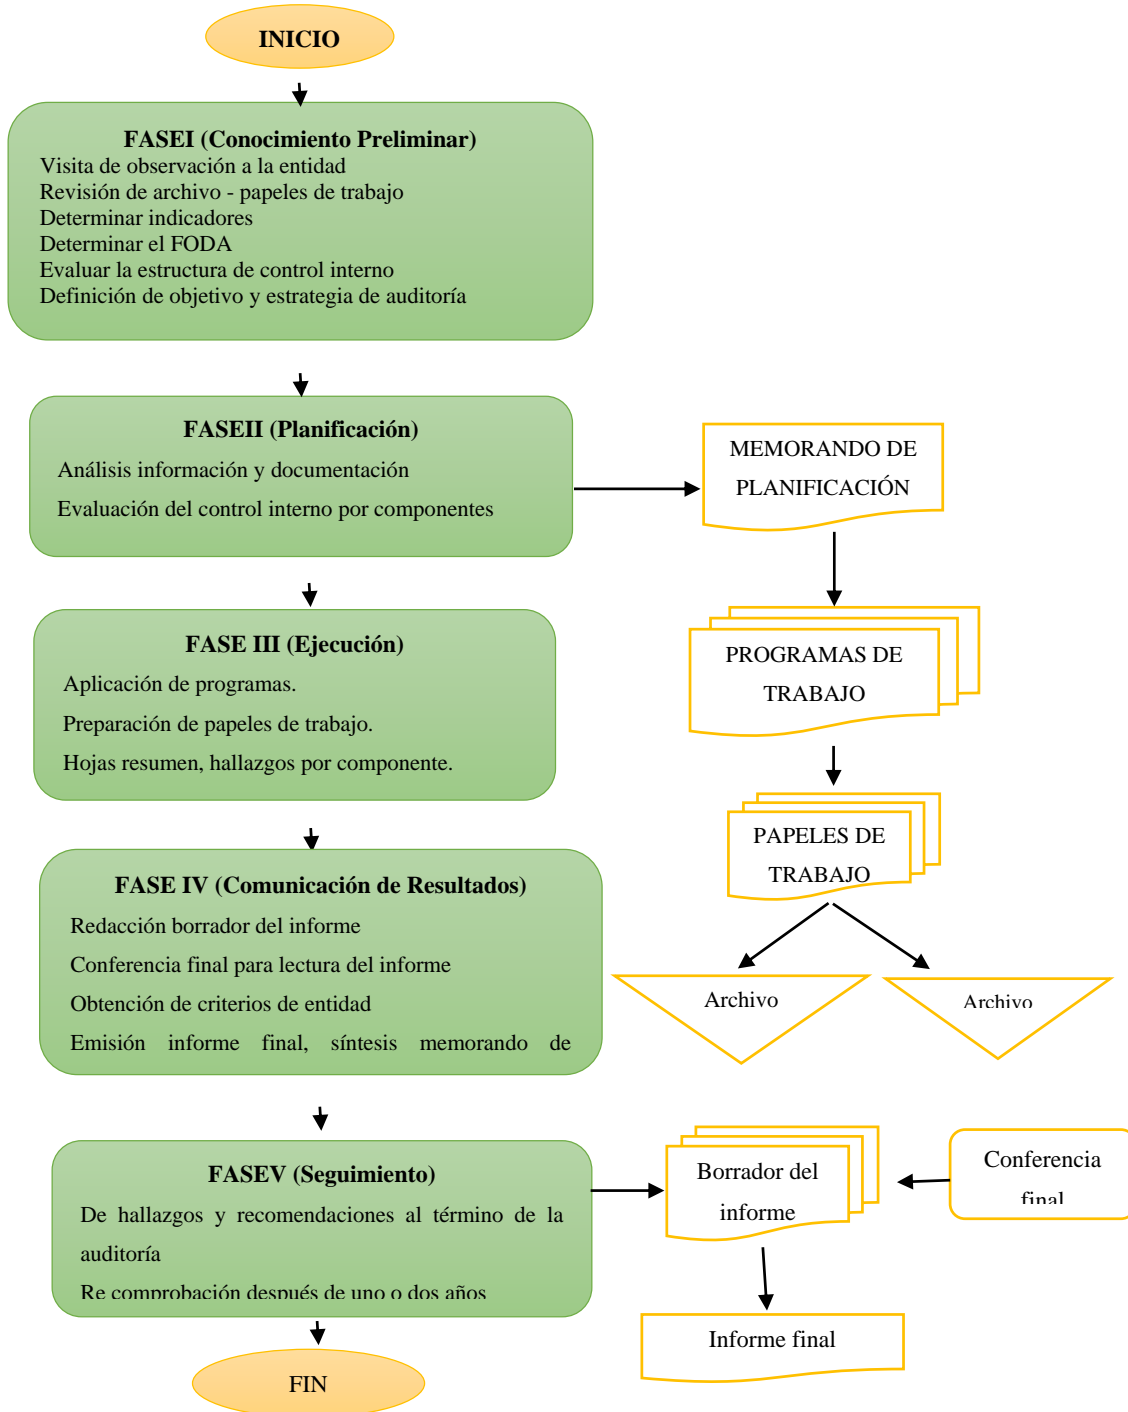 INICIO
FASEI (Conocimiento Preliminar)
Visita de observación a la entidad
Revisión de archivo - papeles de trabajo
Determinar indicadores
Determinar el FODA
Evaluar la estructura de control interno
Definición de objetivo y estrategia de auditoría
FASEII (Planificación)
Análisis información y documentación
Evaluación del control interno por componentes
MEMORANDO DE
PLANIFICACIÓN
FASE III (Ejecución)
Aplicación de programas.
Preparación de papeles de trabajo.
Hojas resumen, hallazgos por componente.
PROGRAMAS DE
TRABAJO
PAPELES DE
TRABAJO
Archivo
Archivo
FASE IV (Comunicación de Resultados)
Redacción borrador del informe
Conferencia final para lectura del informe
Obtención de criterios de entidad
Emisión informe final, síntesis memorando de
FASEV (Seguimiento)
De hallazgos y recomendaciones al término de la
auditoría
Re comprobación después de uno o dos años
Borrador del
informe
Conferencia
final
Informe final
FIN